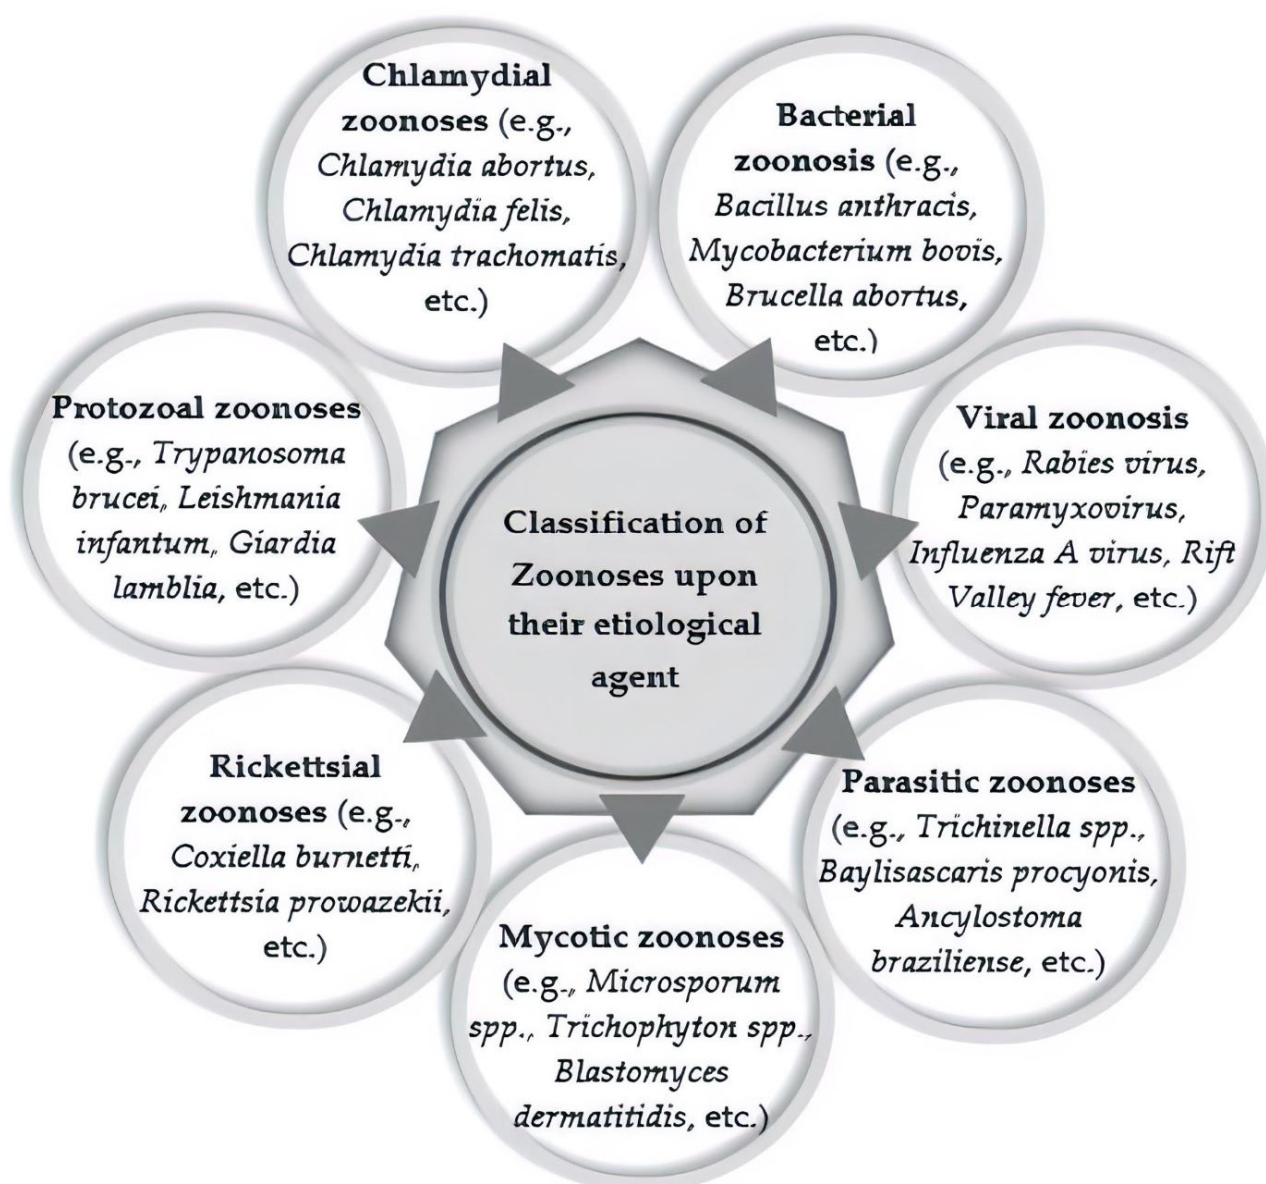 Chlamydial
zoonoses (e.g.,
Chlamydia abortus,
Chlamydia felis,
Chlamydia trachomatis,
etc.)
Bacterial
zoonosis (e.g.,
Bacillus anthracis,
Mycobacterium bovis,
Brucella abortus,
etc.)
Viral zoonosis
(e.g., Rabies virus,
Paramyxovirus,
Influenza A virus, Rift
Valley fever, etc.)
Parasitic zoonoses
(e.g., Trichinella spp.,
Baylisascaris procyonis,
Ancylostoma
braziliense, etc.)
Mycotic zoonoses
(e.g., Microsporum
spp., Trichophyton spp.,
Blastomyces
dermatitidis, etc.)
Rickettsial
zoonoses (e.g.,
Coxiella burnetti,
Rickettsia prowazekii,
etc.)
Protozoal zoonoses
(e.g., Trypanosoma
brucei, Leishmania
infantum, Giardia
lamblia, etc.)
Classification of
Zoonoses upon
their etiological
agent